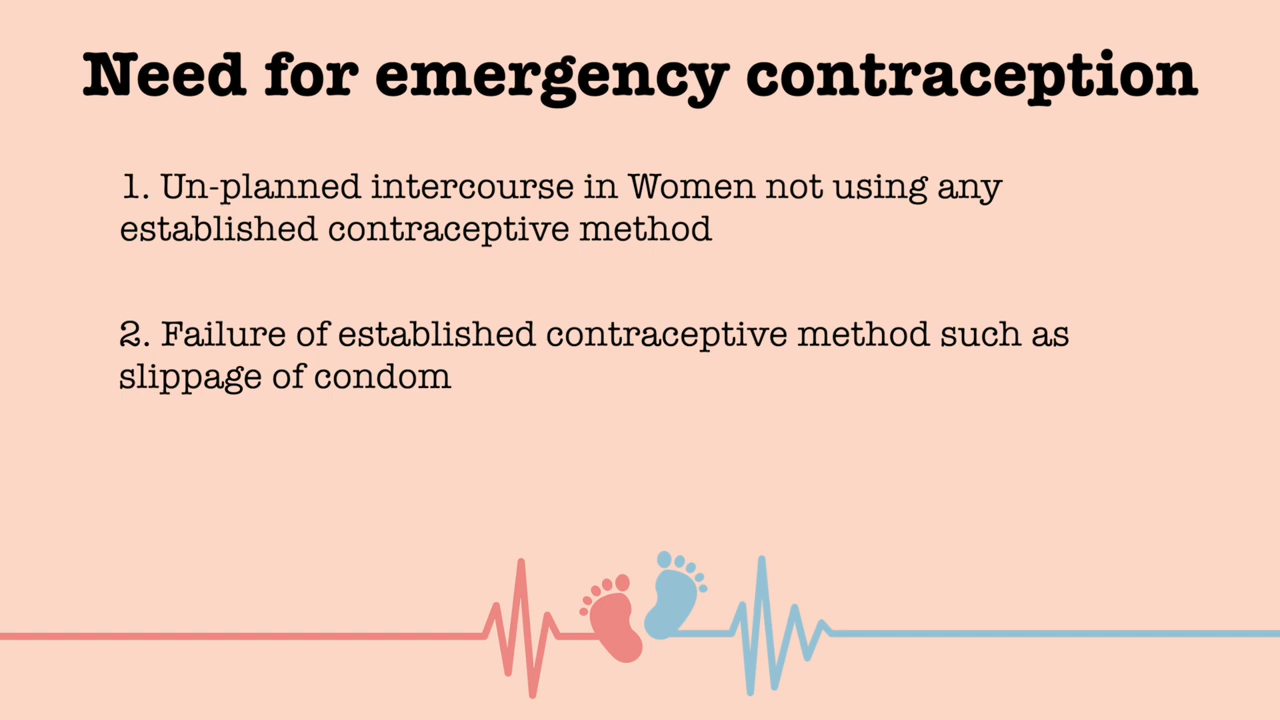 Need for emergency contraception
1. Un-planned intercourse in Women not using any
established contraceptive method
2. Failure of established contraceptive method such as
slippage of condom